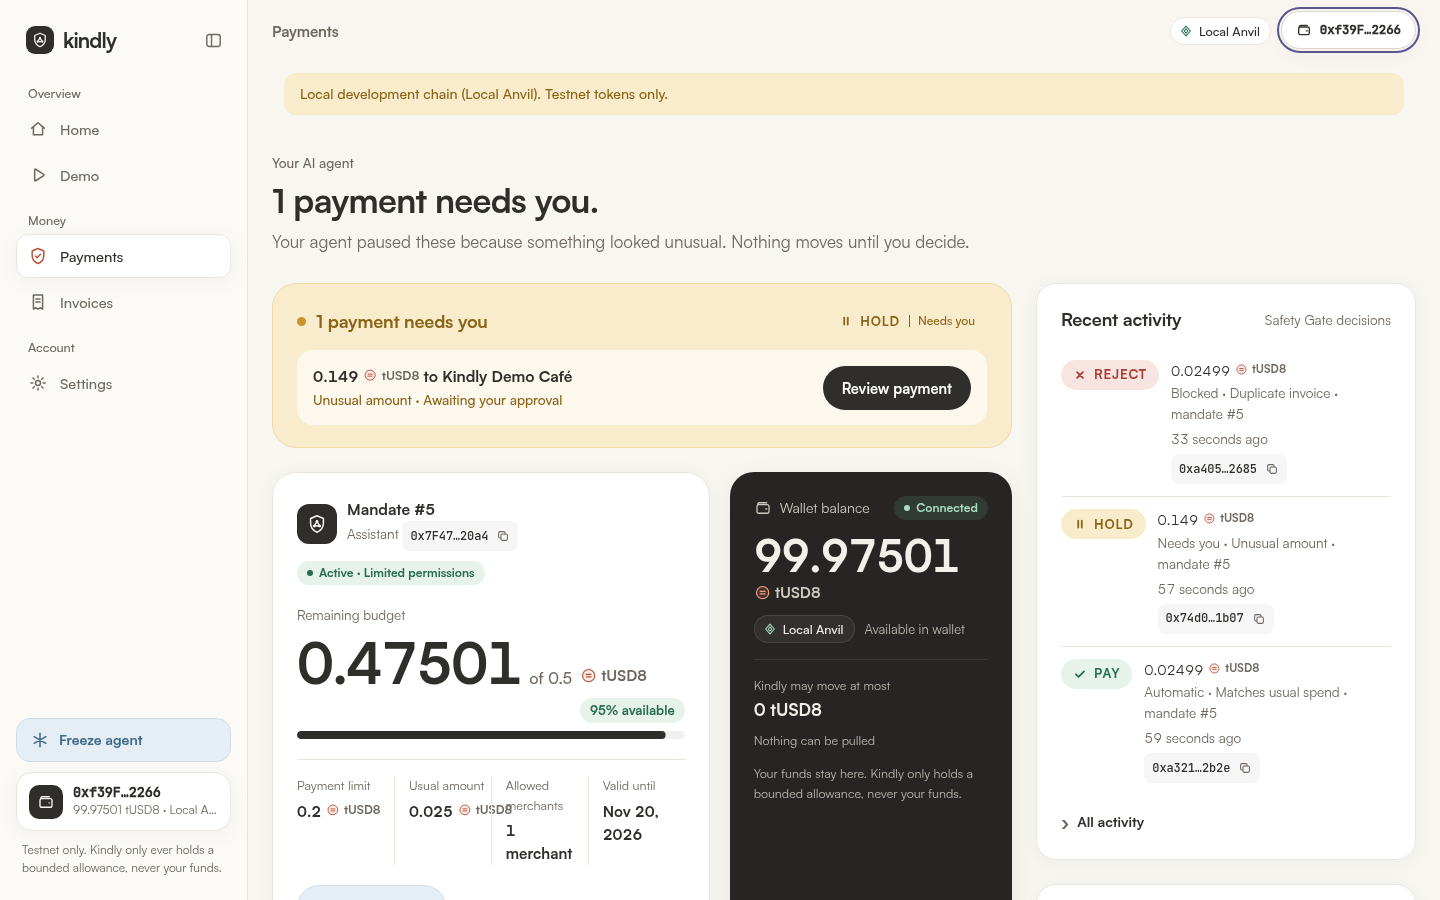 kindly
Overview
Home
Demo
Money
Payments
Invoices
Account
Settings
Freeze agent
0xf39F…2266
99.97501 tUSD8 · Local A…
Testnet only. Kindly only ever holds a
bounded allowance, never your funds.
Payments
Local Anvil
0xf39F…2266
Local development chain (Local Anvil). Testnet tokens only.
Your AI agent
1 payment needs you.
Your agent paused these because something looked unusual. Nothing moves until you decide.
1 payment needs you
HOLD | Needs you
0.149 tUSD8 to Kindly Demo Café
Unusual amount · Awaiting your approval
Review payment
Mandate #5
Assistant 0x7F47…20a4
Active · Limited permissions
Remaining budget
0.47501 of 0.5 tUSD8
95% available
Payment limit
0.2 tUSD8
Usual amount
0.025 tUSD8
Allowed
merchants
1
merchant
Valid until
Nov 20,
2026
Wallet balance
Connected
99.97501
tUSD8
Local Anvil
Available in wallet
Kindly may move at most
0 tUSD8
Nothing can be pulled
Your funds stay here. Kindly only holds a
bounded allowance, never your funds.
Recent activity
Safety Gate decisions
REJECT
0.02499 tUSD8
Blocked · Duplicate invoice ·
mandate #5
33 seconds ago
0xa405…2685
HOLD
0.149 tUSD8
Needs you · Unusual amount ·
mandate #5
57 seconds ago
0x74d0…1b07
PAY
0.02499 tUSD8
Automatic · Matches usual spend ·
mandate #5
59 seconds ago
0xa321…2b2e
All activity